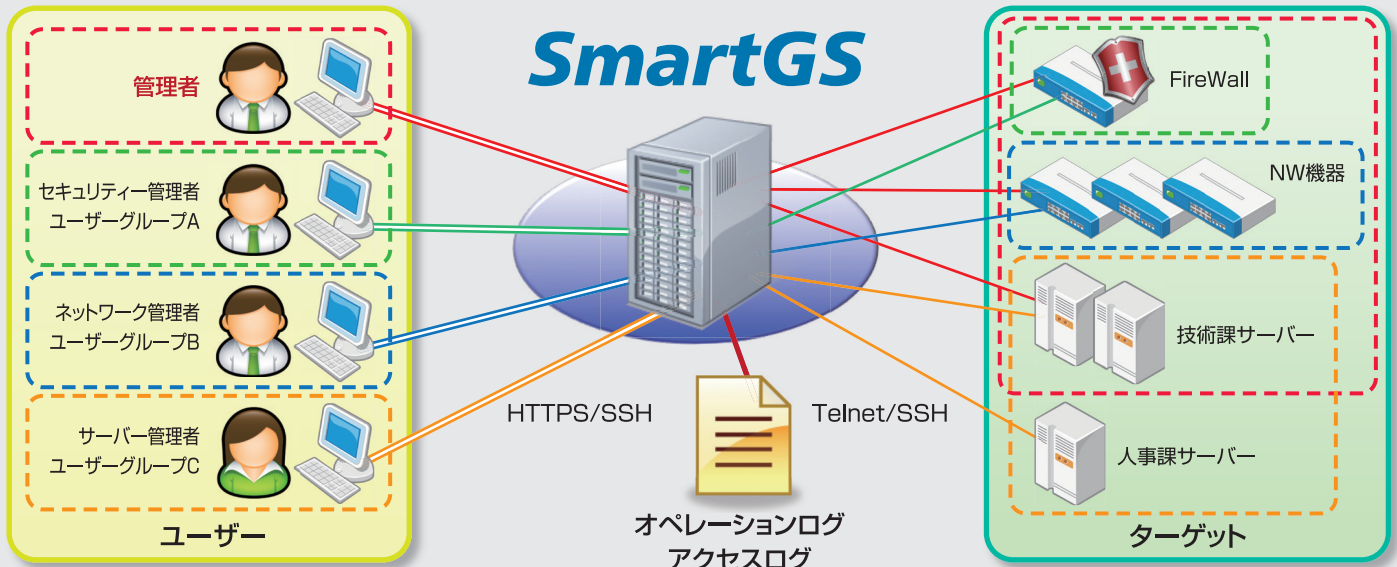 SmartGS
管理者
セキュリティー管理者
ユーザーグループA
ネットワーク管理者
ユーザーグループB
サーバー管理者
ユーザーグループC
ユーザー
HTTPS/SSH
Telnet/SSH
オペレーションログ
アクセスログ
FireWall
NW機器
技術課サーバー
人事課サーバー
ターゲット